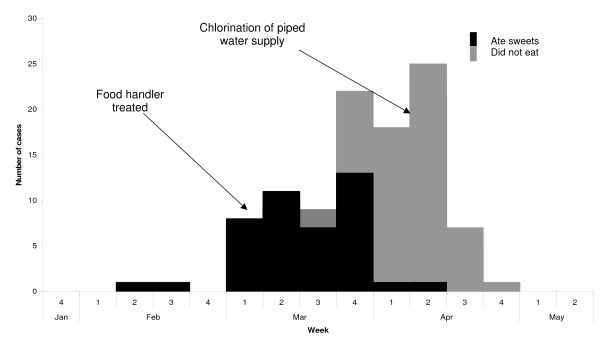 30
25
20
15
10
5
0
Number of cases
Chlorination of piped
water supply
Food handler
treated
Ate sweets
Did not eat
4 1 2 3 4 1 2 3 4 1 2 3 4 1 2
Jan Feb Mar Apr May
Week